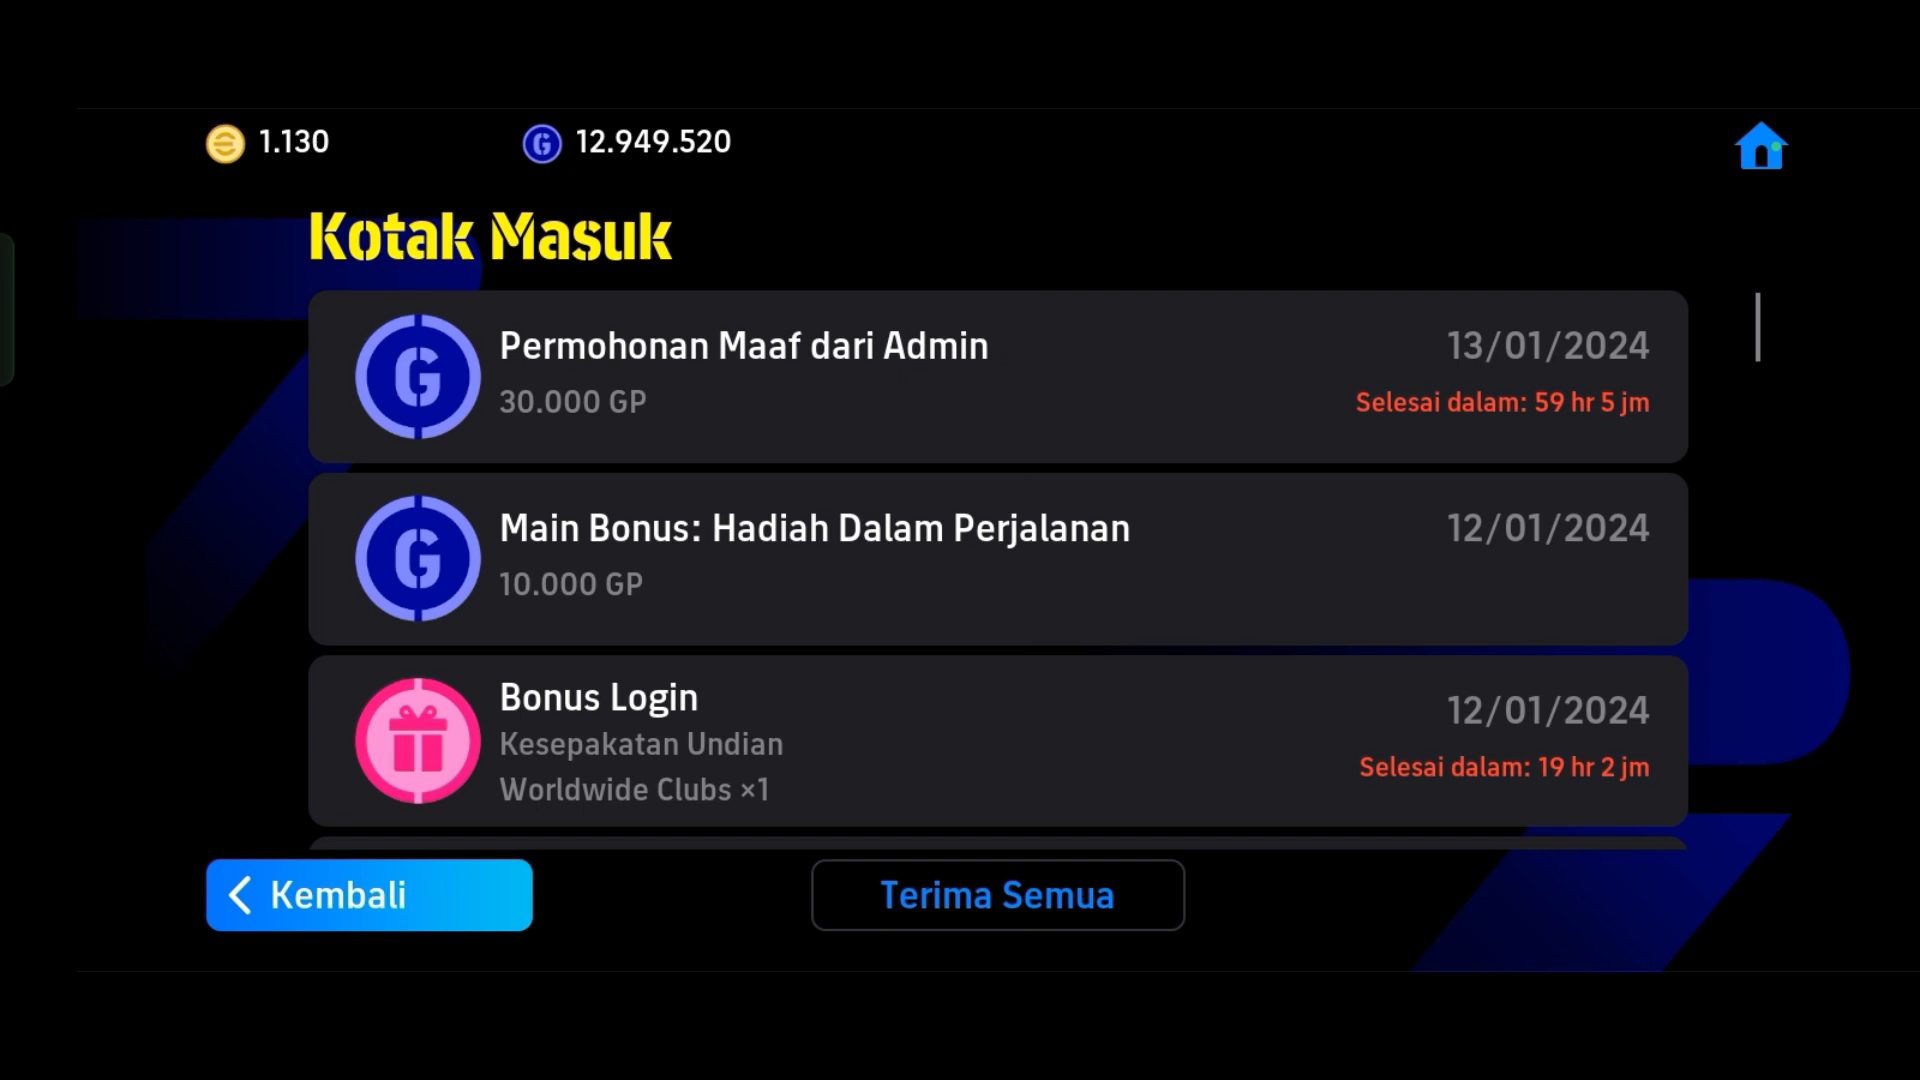 1.130
12.949.520
Kotak Masuk
G
Permohonan Maaf dari Admin
13/01/2024
30.000 GP
Selesai dalam: 59 hr 5 jm
G
Main Bonus: Hadiah Dalam Perjalanan
12/01/2024
10.000 GP
Bonus Login
12/01/2024
Kesepakatan Undian
Worldwide Clubs ×1
Selesai dalam: 19 hr 2 jm
Kembali
Terima Semua